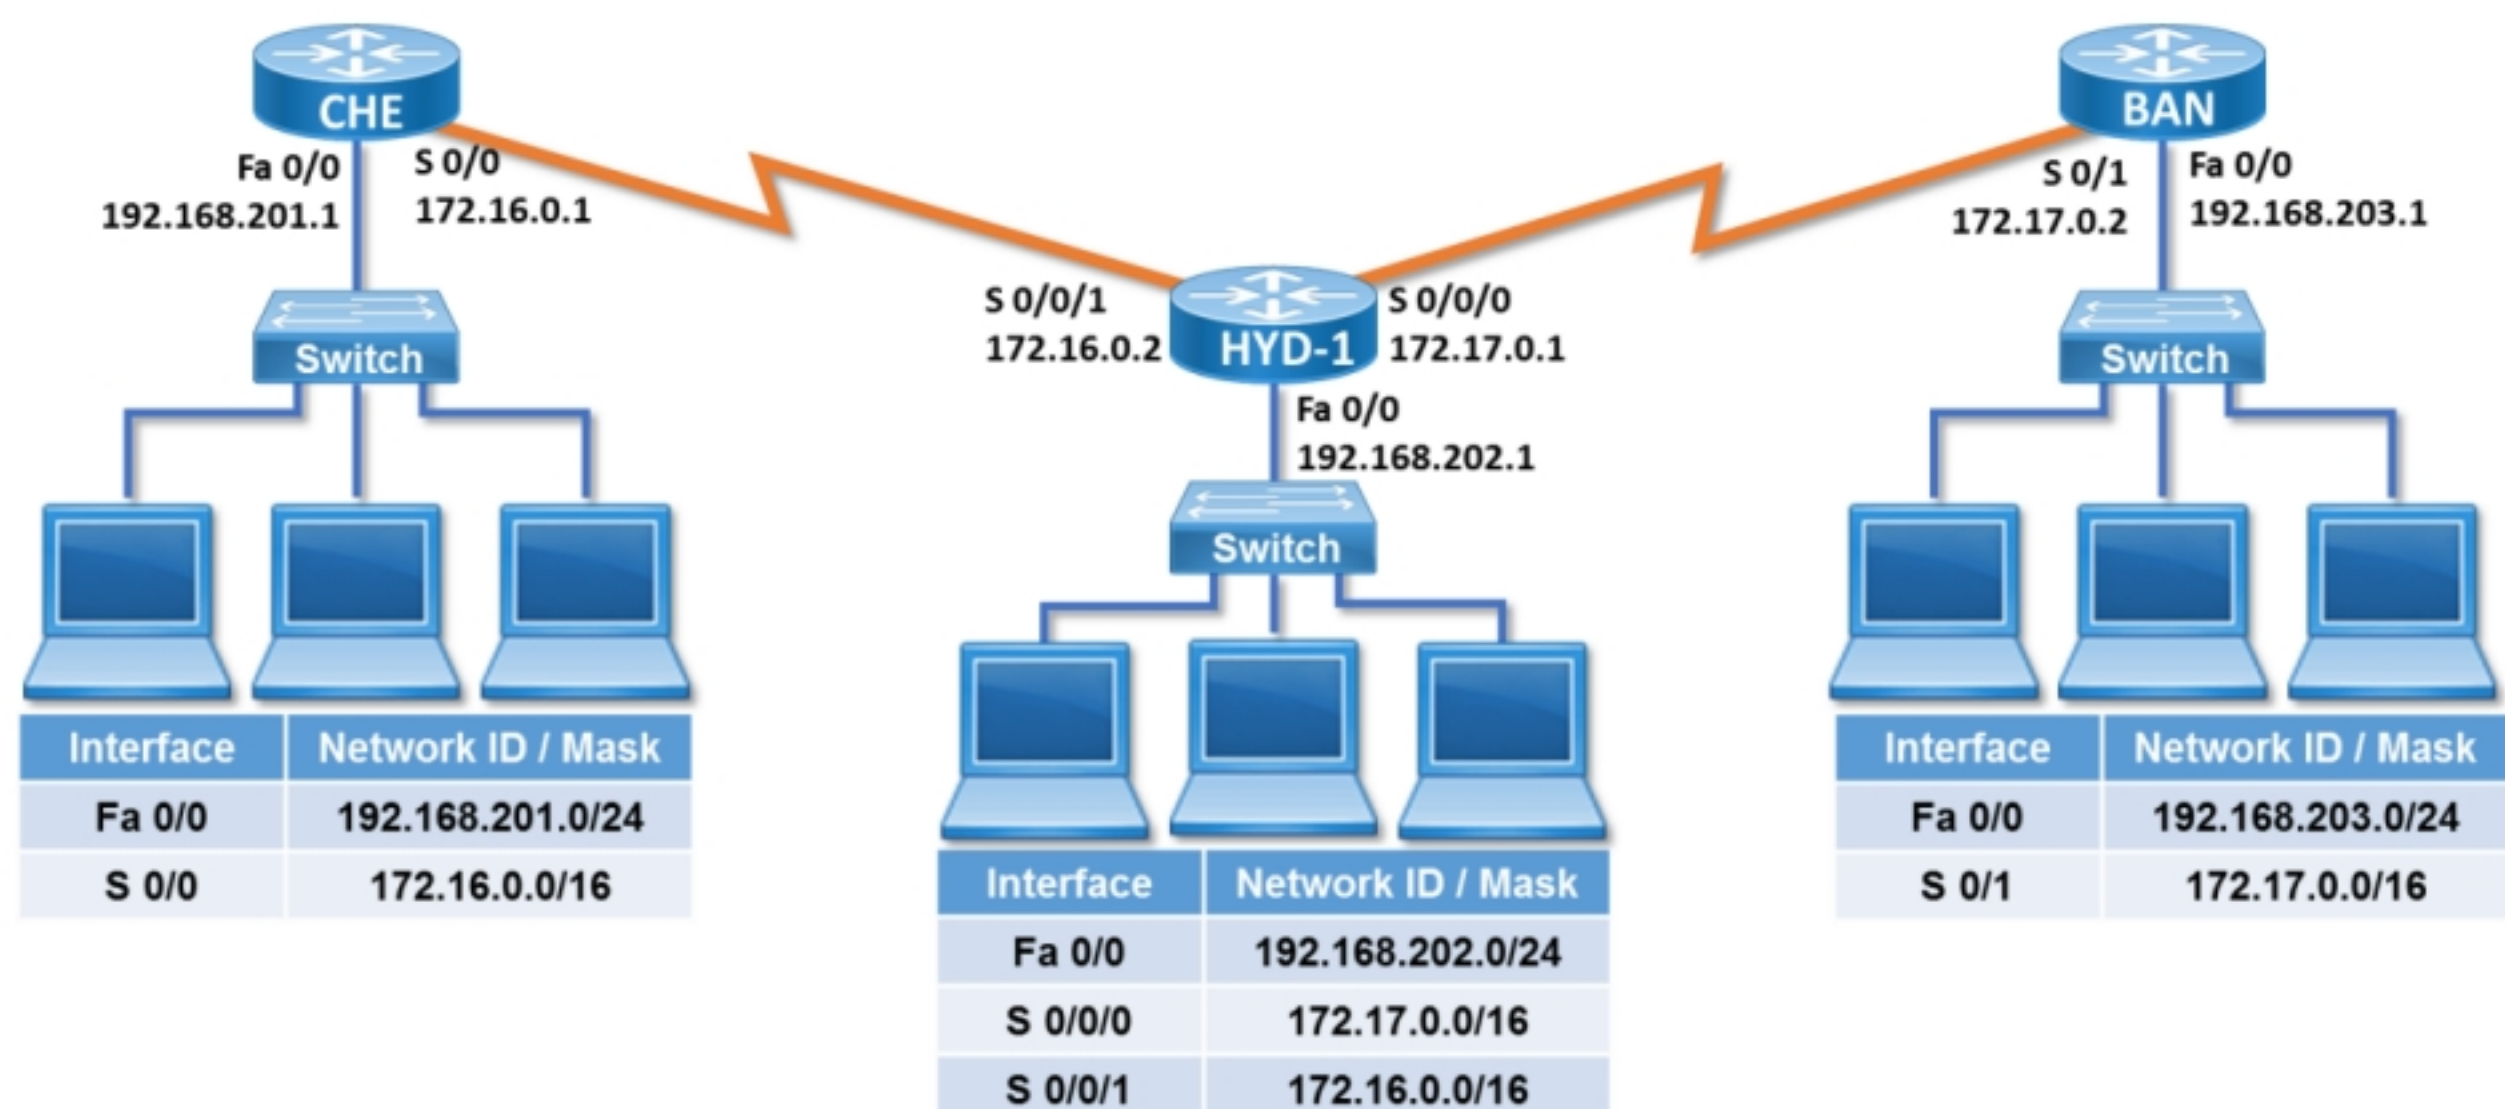 CHE
Fa 0/0
192.168.201.1
S 0/0
172.16.0.1
Switch
Interface Network ID / Mask
Fa 0/0 192.168.201.0/24
S 0/0 172.16.0.0/16
S 0/0/1
172.16.0.2
HYD-1
S 0/0/0
172.17.0.1
Fa 0/0
192.168.202.1
Switch
Interface Network ID / Mask
Fa 0/0 192.168.202.0/24
S 0/0/0 172.17.0.0/16
S 0/0/1 172.16.0.0/16
BAN
S 0/1
172.17.0.2
Fa 0/0
192.168.203.1
Switch
Interface Network ID / Mask
Fa 0/0 192.168.203.0/24
S 0/1 172.17.0.0/16